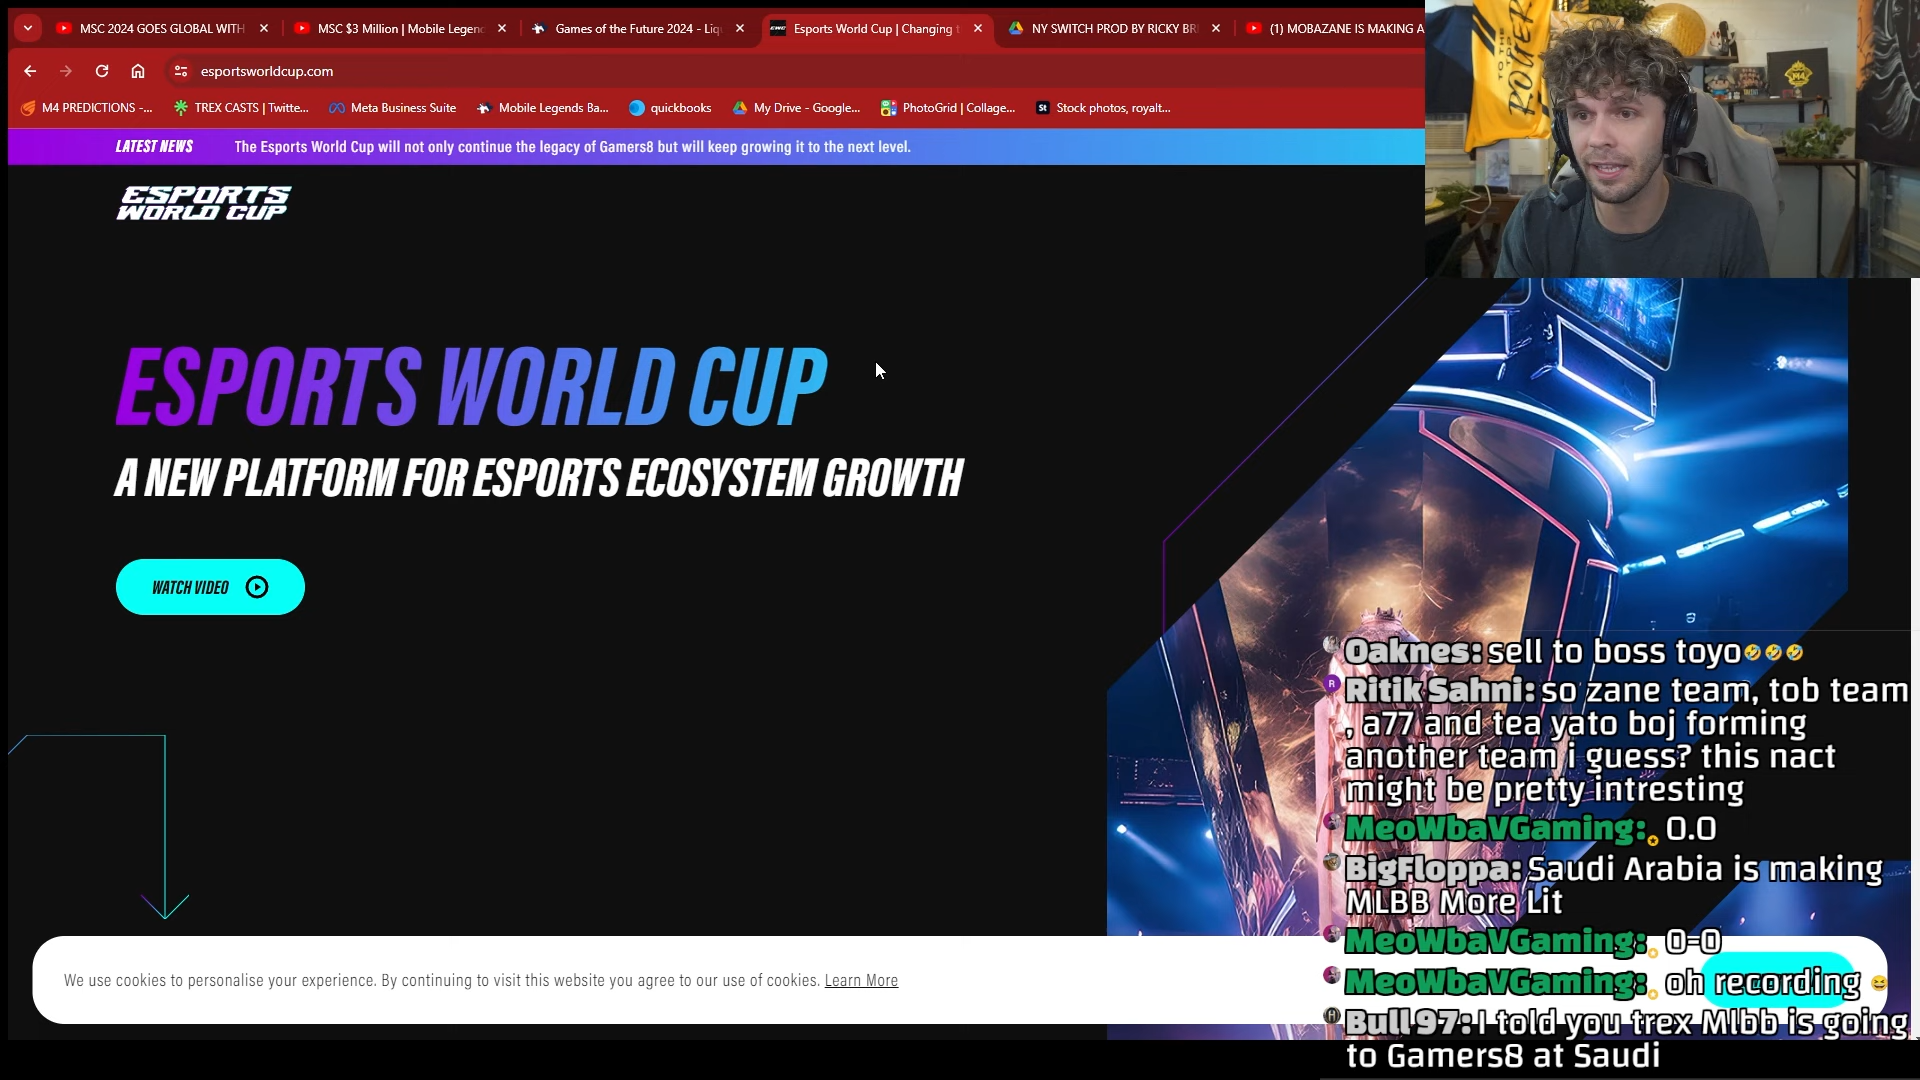 MSC 2024 GOES GLOBAL WITH
MSC $3 Million | Mobile Legen
Games of the Future 2024 - Liq
Esports World Cup | Changing t
NY SWITCH PROD BY RICKY BR
(1) MOBAZANE IS MAKING A
esportsworldcup.com
M4 PREDICTIONS -...
TREX CASTS | Twitte...
Meta Business Suite
Mobile Legends Ba...
quickbooks
My Drive - Google...
PhotoGrid | Collage...
St Stock photos, royalt...
LATEST NEWS The Esports World Cup will not only continue the legacy of Gamers8 but will keep growing it to the next level.
ESPORTS
WORLD CUP
ESPORTS WORLD CUP
A NEW PLATFORM FOR ESPORTS ECOSYSTEM GROWTH
WATCH VIDEO
We use cookies to personalise your experience. By continuing to visit this website you agree to our use of cookies. Learn More
POWER
TO THE
M4
Oaknes: sell to boss toyo🤣🤣🤣
R Ritik Sahni: so zane team, tob team
, a77 and tea yato boj forming
another team i guess? this nact
might be pretty intresting
MeoWbaVGaming: 0.0
BigFloppa: Saudi Arabia is making
MLBB More Lit
MeoWbaVGaming: 0-0
MeoWbaVGaming: oh recording 😆
Bull 97: I told you trex Mlbb is going
to Gamers8 at Saudi